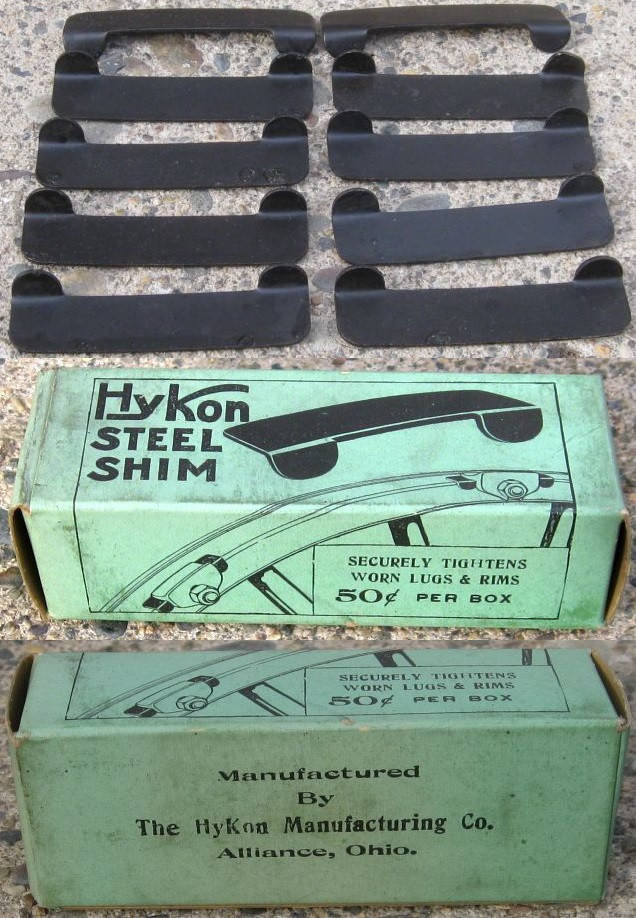 HyKon
STEEL
SHIM
SECURELY TIGHTENS
WORN LUGS & RIMS
50¢ PER BOX
SECURELY TIGHTENS
WORN LUGS & RIMS
50¢ PER BOX
Manufactured
By
The HyKon Manufacturing Co.
Alliance, Ohio.